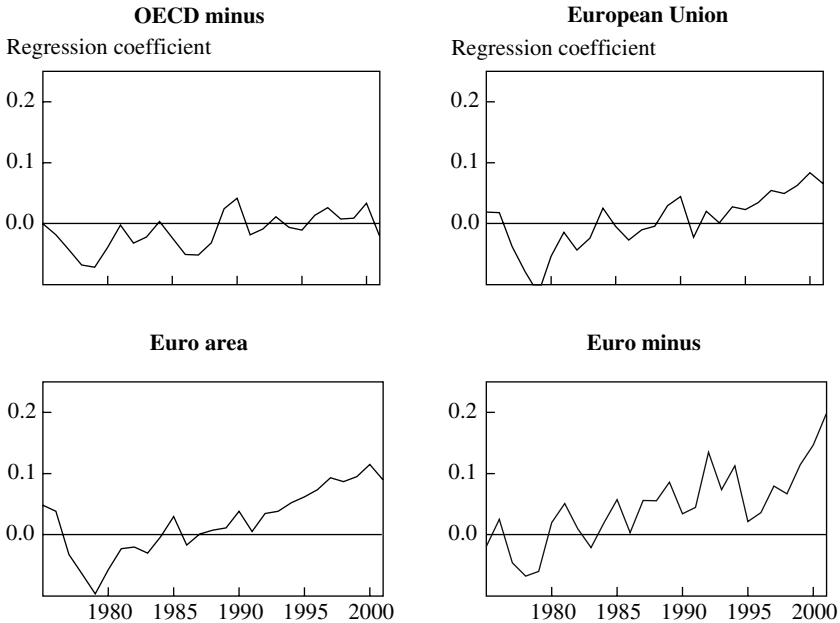 OECD minus
Regression coefficient
0.2
0.1
0.0
European Union
Regression coefficient
0.2
0.1
0.0
Euro area
0.2
0.1
0.0
1980 1985 1990 1995 2000
Euro minus
0.2
0.1
0.0
1980 1985 1990 1995 2000